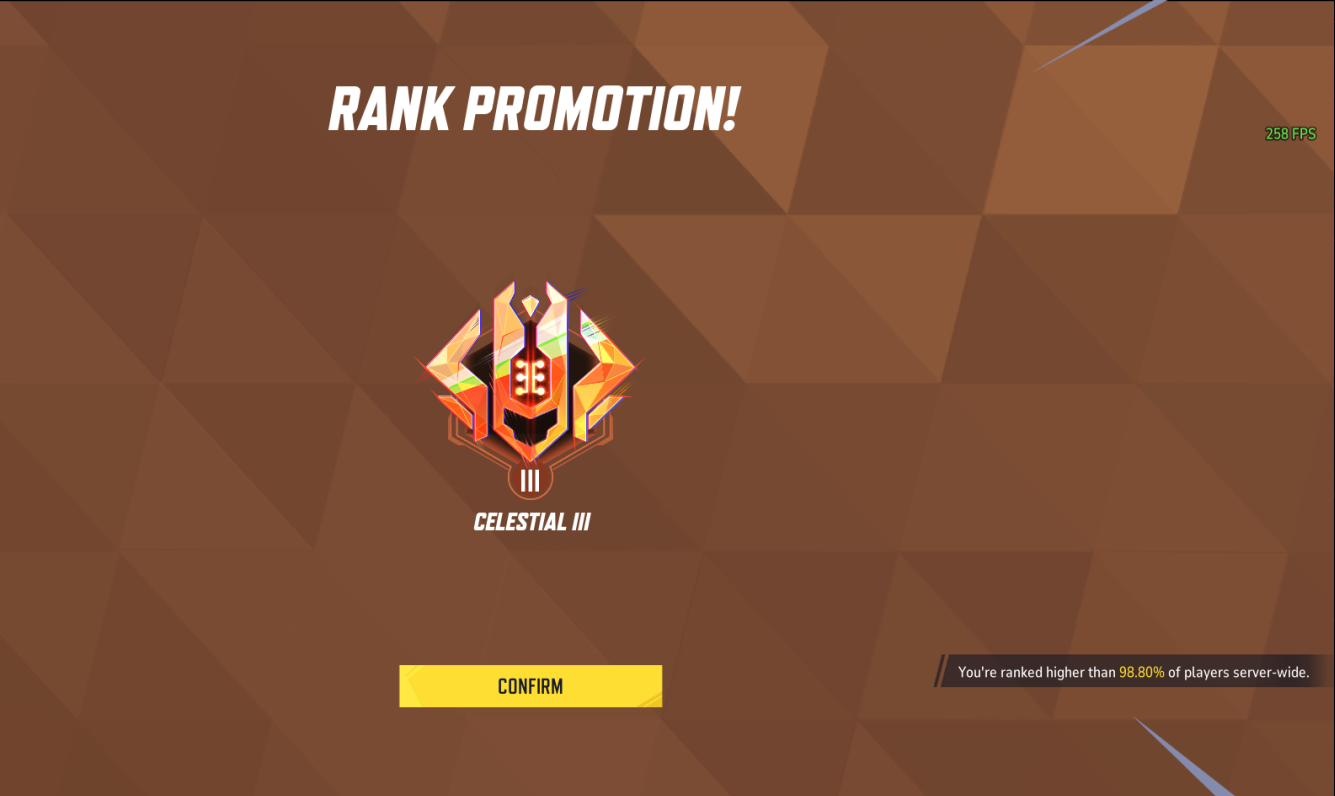 RANK PROMOTION!
258 FPS
III
CELESTIAL III
CONFIRM
You're ranked higher than 98.80% of players server-wide.